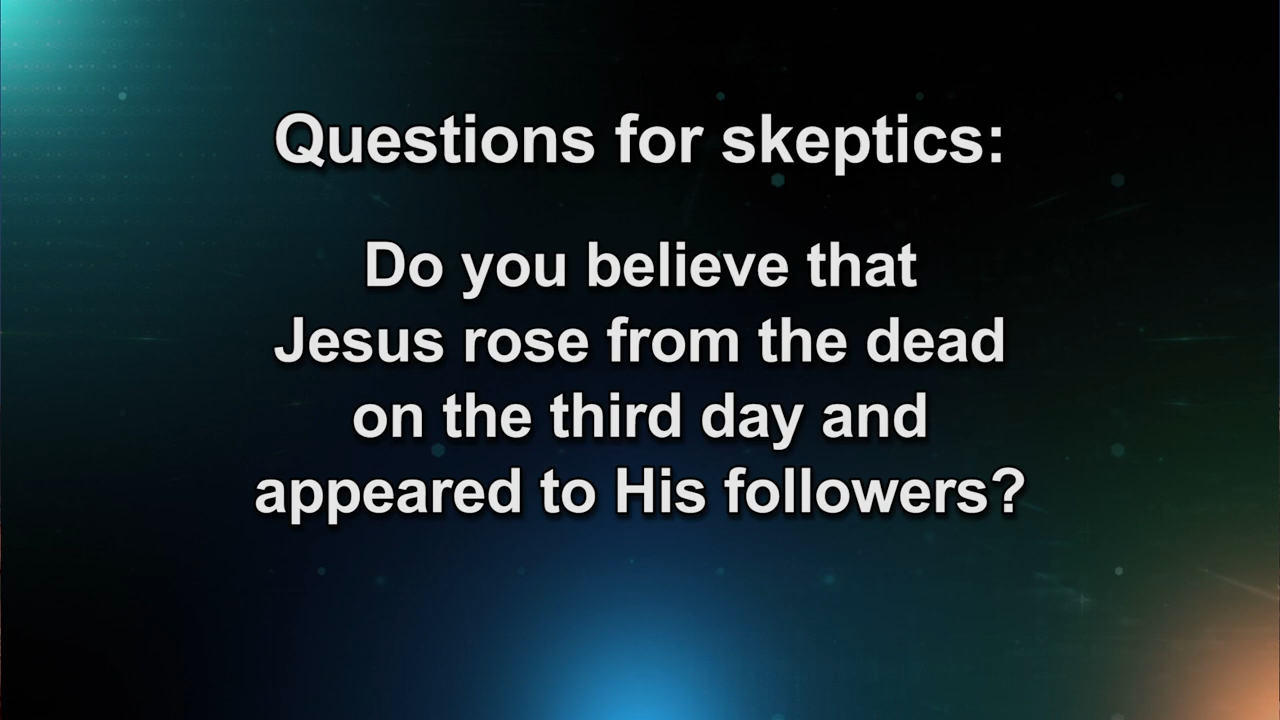 Questions for skeptics:
Do you believe that
Jesus rose from the dead
on the third day and
appeared to His followers?